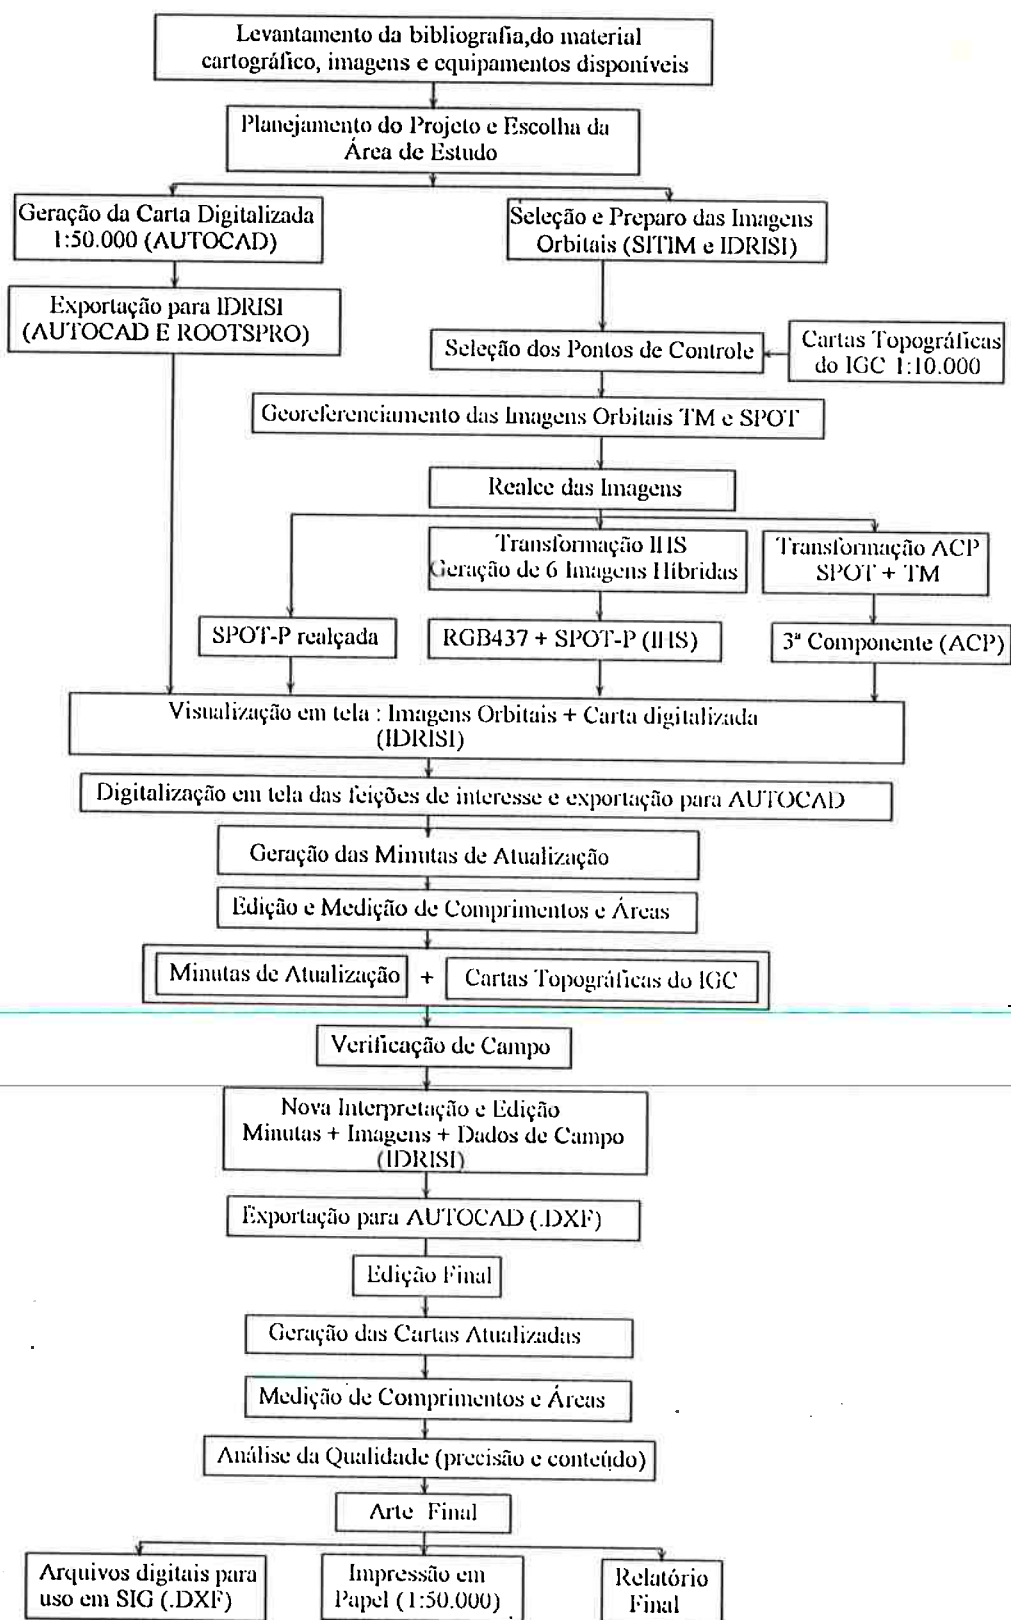 Levantamento da bibliografia,do material
cartográfico, imagens e equipamentos disponíveis
Planejamento do Projeto e Escolha da
Área de Estudo
Geração da Carta Digitalizada
1:50.000 (AUTOCAD)
Seleção e Preparo das Imagens
Orbitais (SITIM e IDRISI)
Exportação para IDRISI
(AUTOCAD E ROOTSPRO)
Seleção dos Pontos de Controle
Cartas Topográficas
do IGC 1:10.000
Georeferenciamento das Imagens Orbitais TM e SPOT
Realce das Imagens
Transformação IHS
Geração de 6 Imagens Híbridas
Transformação ACP
SPOT + TM
SPOT-P realçada
RGB437 + SPOT-P (IHS)
3ª Componente (ACP)
Visualização em tela : Imagens Orbitais + Carta digitalizada
(IDRISI)
Digitalização em tela das feições de interesse e exportação para AUTOCAD
Geração das Minutas de Atualização
Edição e Medição de Comprimentos e Áreas
Minutas de Atualização + Cartas Topográficas do IGC
Verificação de Campo
Nova Interpretação e Edição
Minutas + Imagens + Dados de Campo
(IDRISI)
Exportação para AUTOCAD (.DXF)
Edição Final
Geração das Cartas Atualizadas
Medição de Comprimentos e Áreas
Análise da Qualidade (precisão e conteúdo)
Arte Final
Arquivos digitais para
uso em SIG (.DXF)
Impressão em
Papel (1:50.000)
Relatório
Final